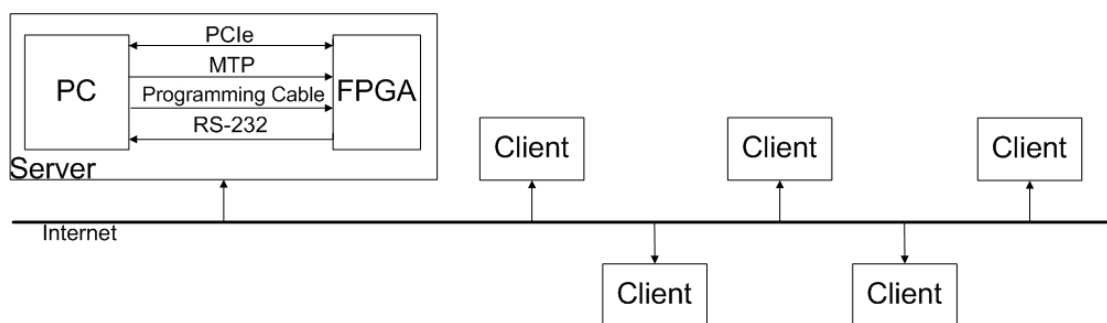 PCIe
MTP
PC
Programming Cable
FPGA
RS-232
Server
Client
Client
Client
Internet
Client
Client